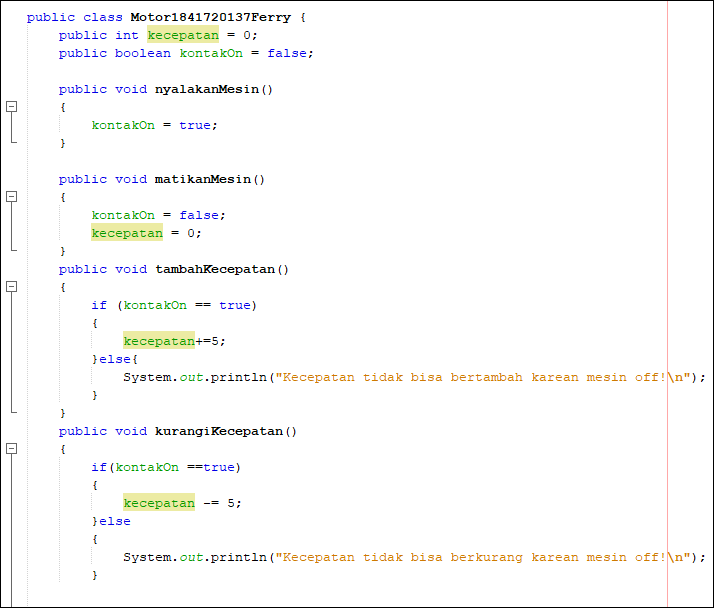 public class Motor1841720137Ferry {
public int kecepatan = 0;
public boolean kontakOn = false;
public void nyalakanMesin()
{
kontakOn = true;
}
public void matikanMesin()
{
kontakOn = false;
kecepatan = 0;
}
public void tambahKecepatan()
{
if (kontakOn == true)
{
kecepatan+=5;
}else{
System.out.println("Kecepatan tidak bisa bertambah karean mesin off!\n");
}
}
public void kurangiKecepatan()
{
if(kontakOn ==true)
{
kecepatan -= 5;
}else
{
System.out.println("Kecepatan tidak bisa berkurang karean mesin off!\n");
}